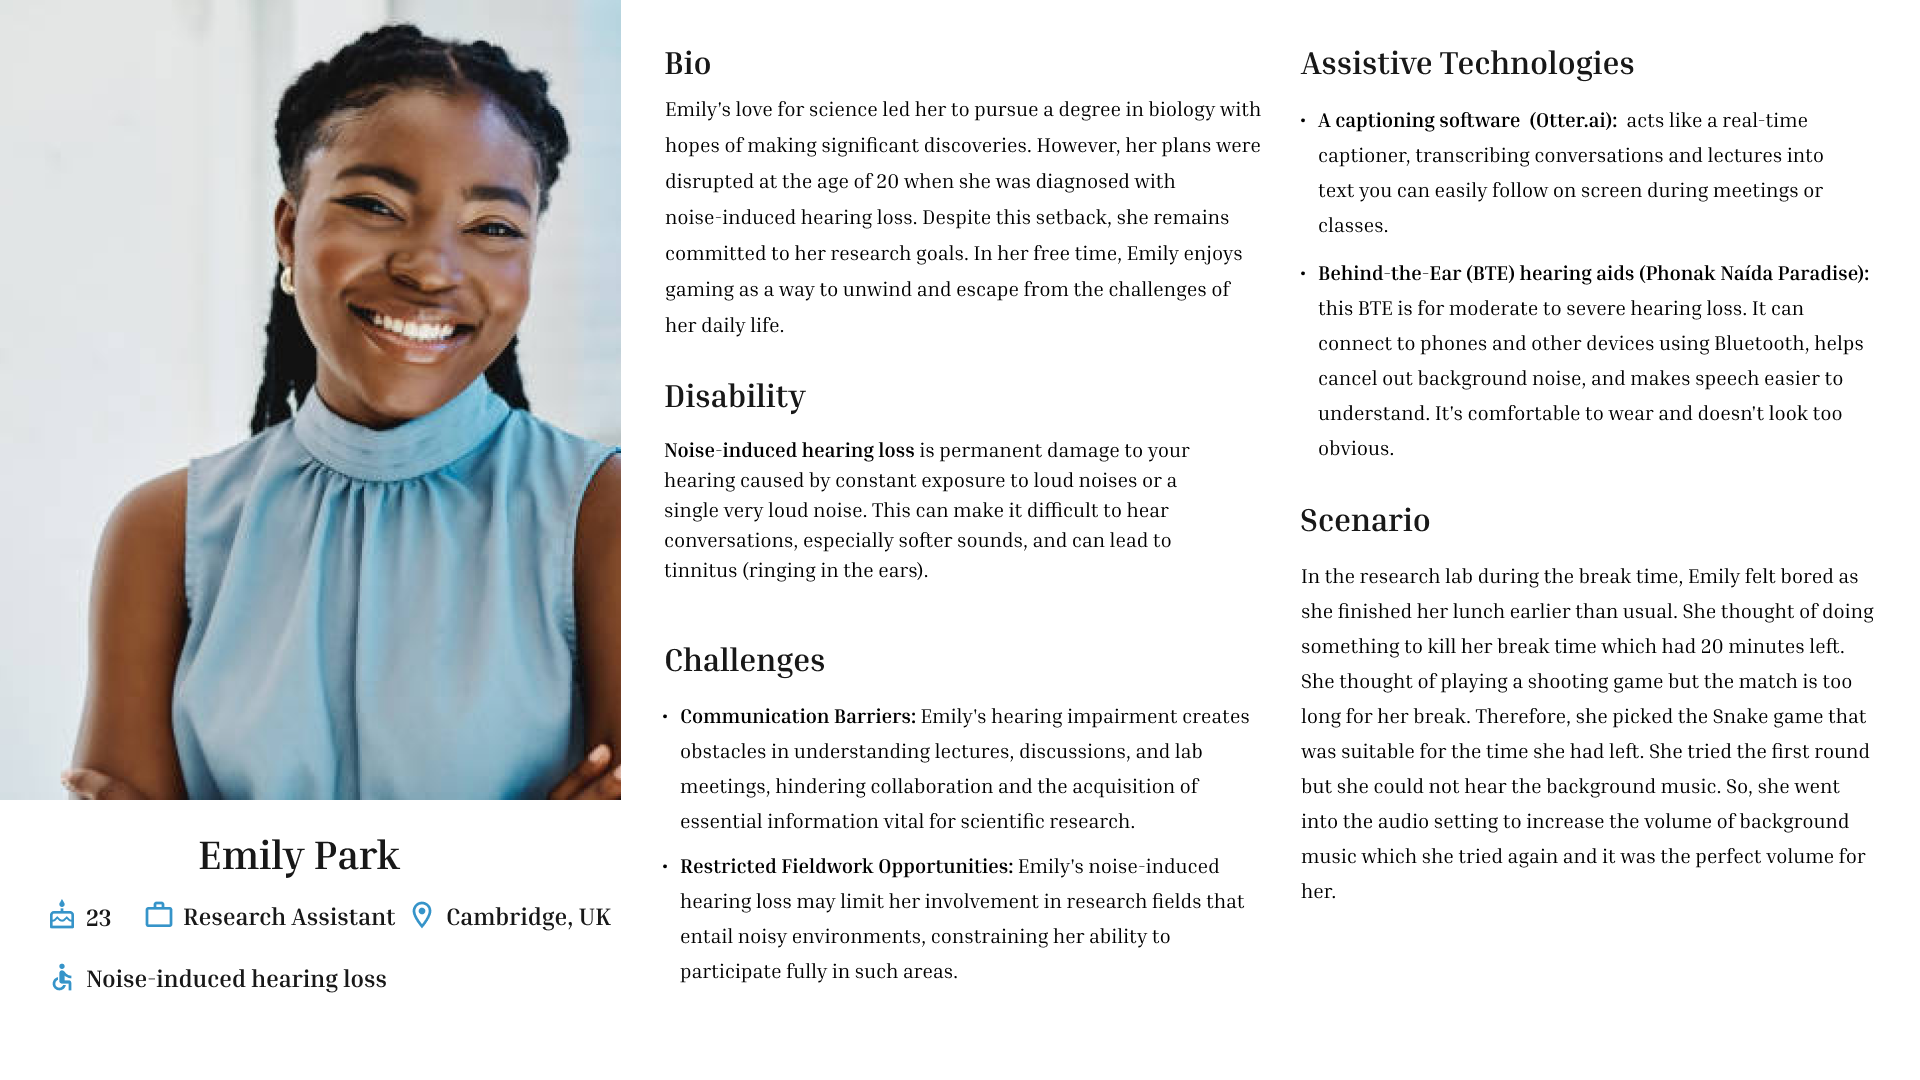 Emily Park
23
Research Assistant
Cambridge, UK
Noise-induced hearing loss
Bio
Emily's love for science led her to pursue a degree in biology with
hopes of making significant discoveries. However, her plans were
disrupted at the age of 20 when she was diagnosed with
noise-induced hearing loss. Despite this setback, she remains
committed to her research goals. In her free time, Emily enjoys
gaming as a way to unwind and escape from the challenges of
her daily life.
Disability
Noise-induced hearing loss is permanent damage to your
hearing caused by constant exposure to loud noises or a
single very loud noise. This can make it difficult to hear
conversations, especially softer sounds, and can lead to
tinnitus (ringing in the ears).
Challenges
• Communication Barriers: Emily's hearing impairment creates
obstacles in understanding lectures, discussions, and lab
meetings, hindering collaboration and the acquisition of
essential information vital for scientific research.
• Restricted Fieldwork Opportunities: Emily's noise-induced
hearing loss may limit her involvement in research fields that
entail noisy environments, constraining her ability to
participate fully in such areas.
Assistive Technologies
• A captioning software (Otter.ai): acts like a real-time
captioner, transcribing conversations and lectures into
text you can easily follow on screen during meetings or
classes.
• Behind-the-Ear (BTE) hearing aids (Phonak Naída Paradise):
this BTE is for moderate to severe hearing loss. It can
connect to phones and other devices using Bluetooth, helps
cancel out background noise, and makes speech easier to
understand. It's comfortable to wear and doesn't look too
obvious.
Scenario
In the research lab during the break time, Emily felt bored as
she finished her lunch earlier than usual. She thought of doing
something to kill her break time which had 20 minutes left.
She thought of playing a shooting game but the match is too
long for her break. Therefore, she picked the Snake game that
was suitable for the time she had left. She tried the first round
but she could not hear the background music. So, she went
into the audio setting to increase the volume of background
music which she tried again and it was the perfect volume for
her.